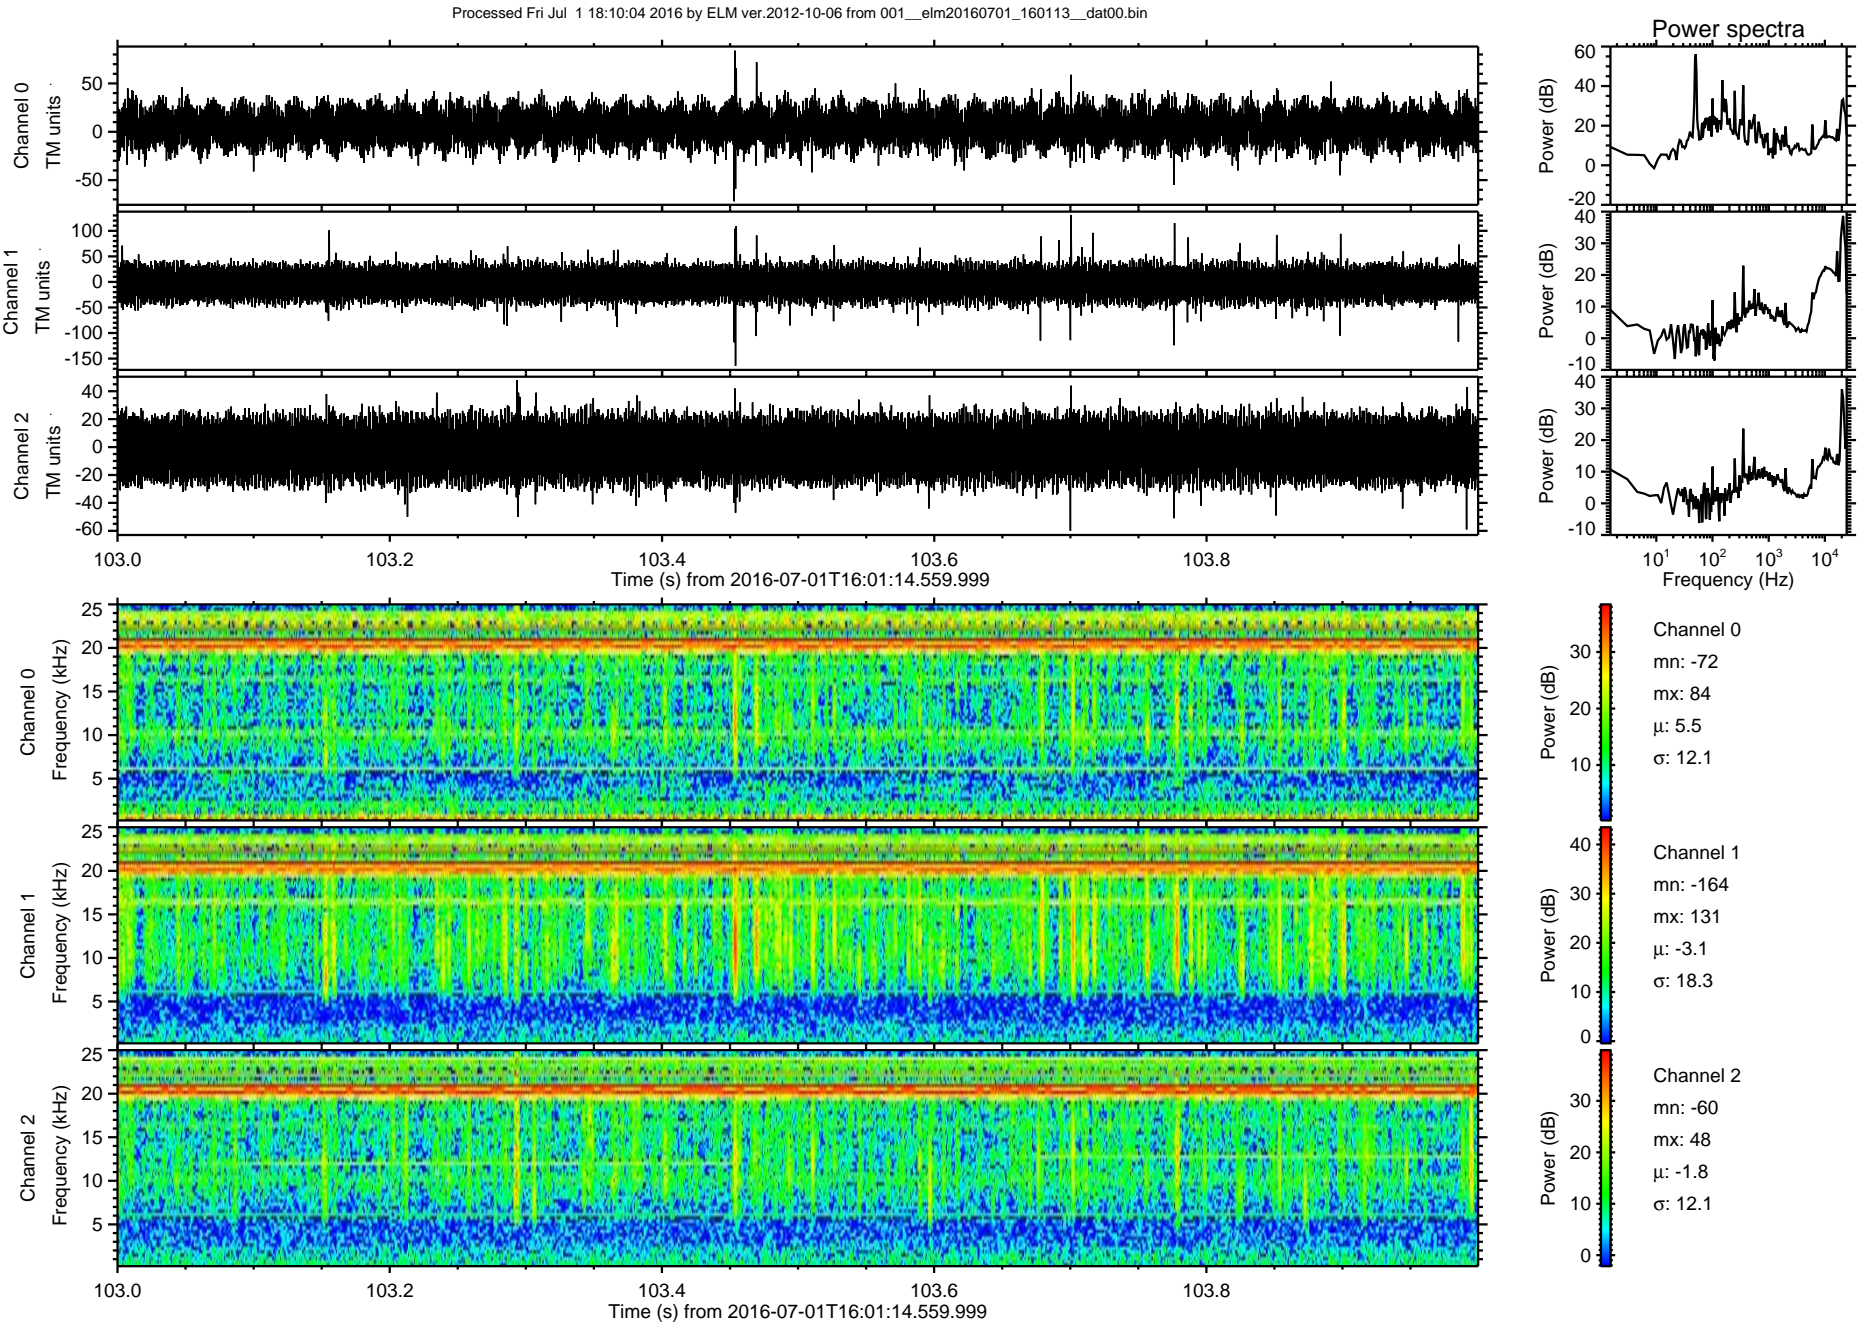 Processed Fri Jul 1 18:10:04 2016 by ELM ver.2012-10-06 from 001__elm20160701_160113__dat00.bin
Power spectra
Channel 0
TM units
50
0
-50
Power (dB)
60
40
20
0
-20
Channel 1
TM units
100
50
0
-50
-100
-150
Power (dB)
40
30
20
10
0
-10
Channel 2
TM units
40
20
0
-20
-40
-60
Power (dB)
40
30
20
10
0
-10
103.0 103.2 103.4 103.6 103.8
Time (s) from 2016-07-01T16:01:14.559.999
10^1 10^2 10^3 10^4
Frequency (Hz)
Channel 0
Frequency (kHz)
25
20
15
10
5
Power (dB)
30
20
10
Channel 0
mn: -72
mx: 84
μ: 5.5
σ: 12.1
Channel 1
Frequency (kHz)
25
20
15
10
5
Power (dB)
40
30
20
10
0
Channel 1
mn: -164
mx: 131
μ: -3.1
σ: 18.3
Channel 2
Frequency (kHz)
25
20
15
10
5
Power (dB)
30
20
10
0
Channel 2
mn: -60
mx: 48
μ: -1.8
σ: 12.1
103.0 103.2 103.4 103.6 103.8
Time (s) from 2016-07-01T16:01:14.559.999